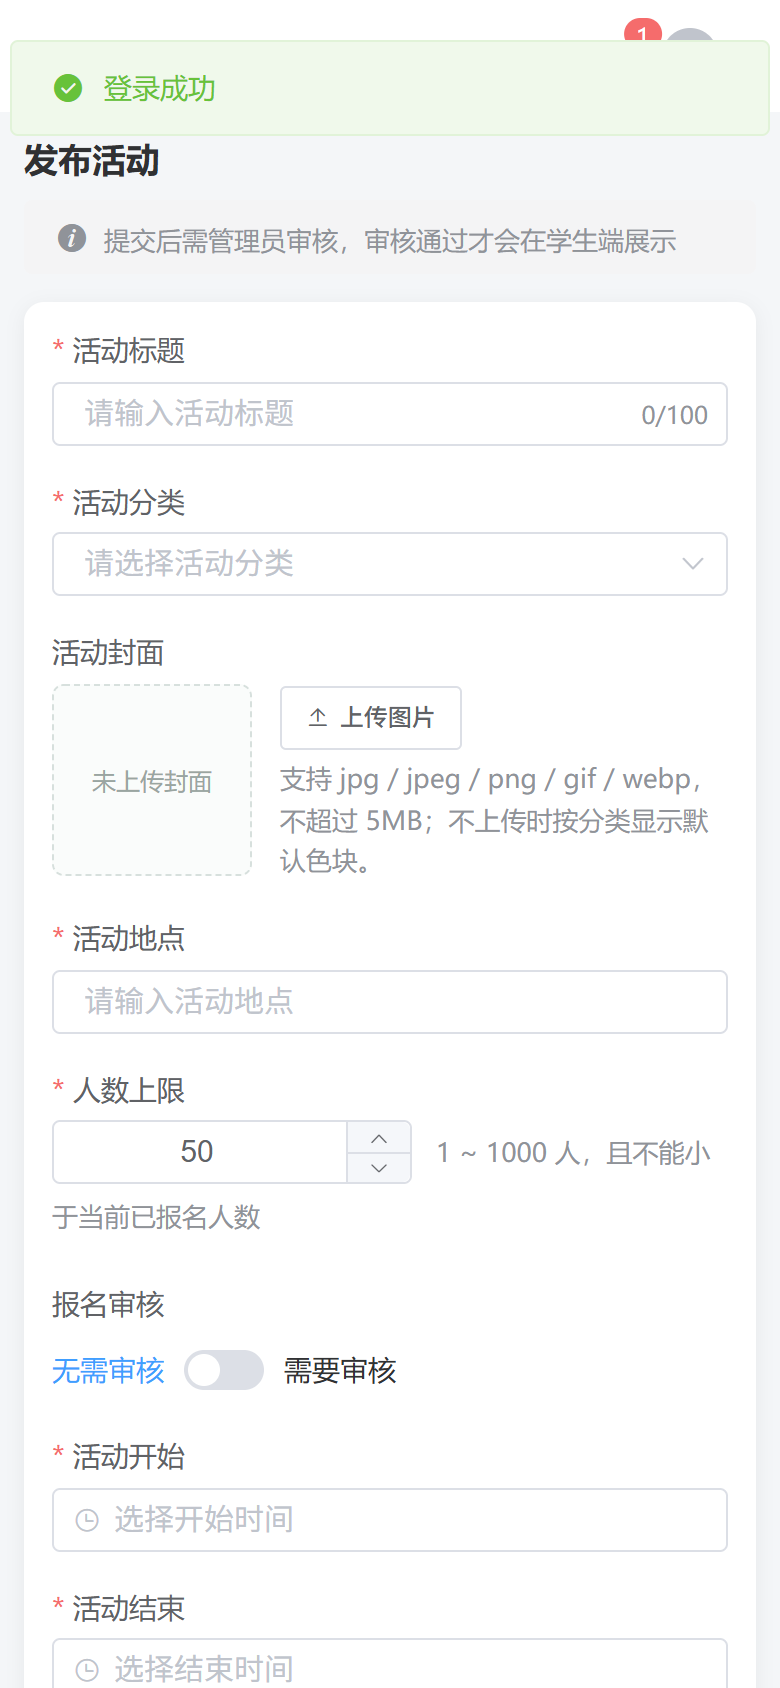 1
登录成功
发布活动
提交后需管理员审核，审核通过才会在学生端展示
* 活动标题
请输入活动标题 0/100
* 活动分类
请选择活动分类
活动封面
未上传封面
上传图片
支持 jpg / jpeg / png / gif / webp，
不超过 5MB；不上传时按分类显示默
认色块。
* 活动地点
请输入活动地点
* 人数上限
50 1 ~ 1000 人，且不能小
于当前已报名人数
报名审核
无需审核 需要审核
* 活动开始
选择开始时间
* 活动结束
选择结束时间